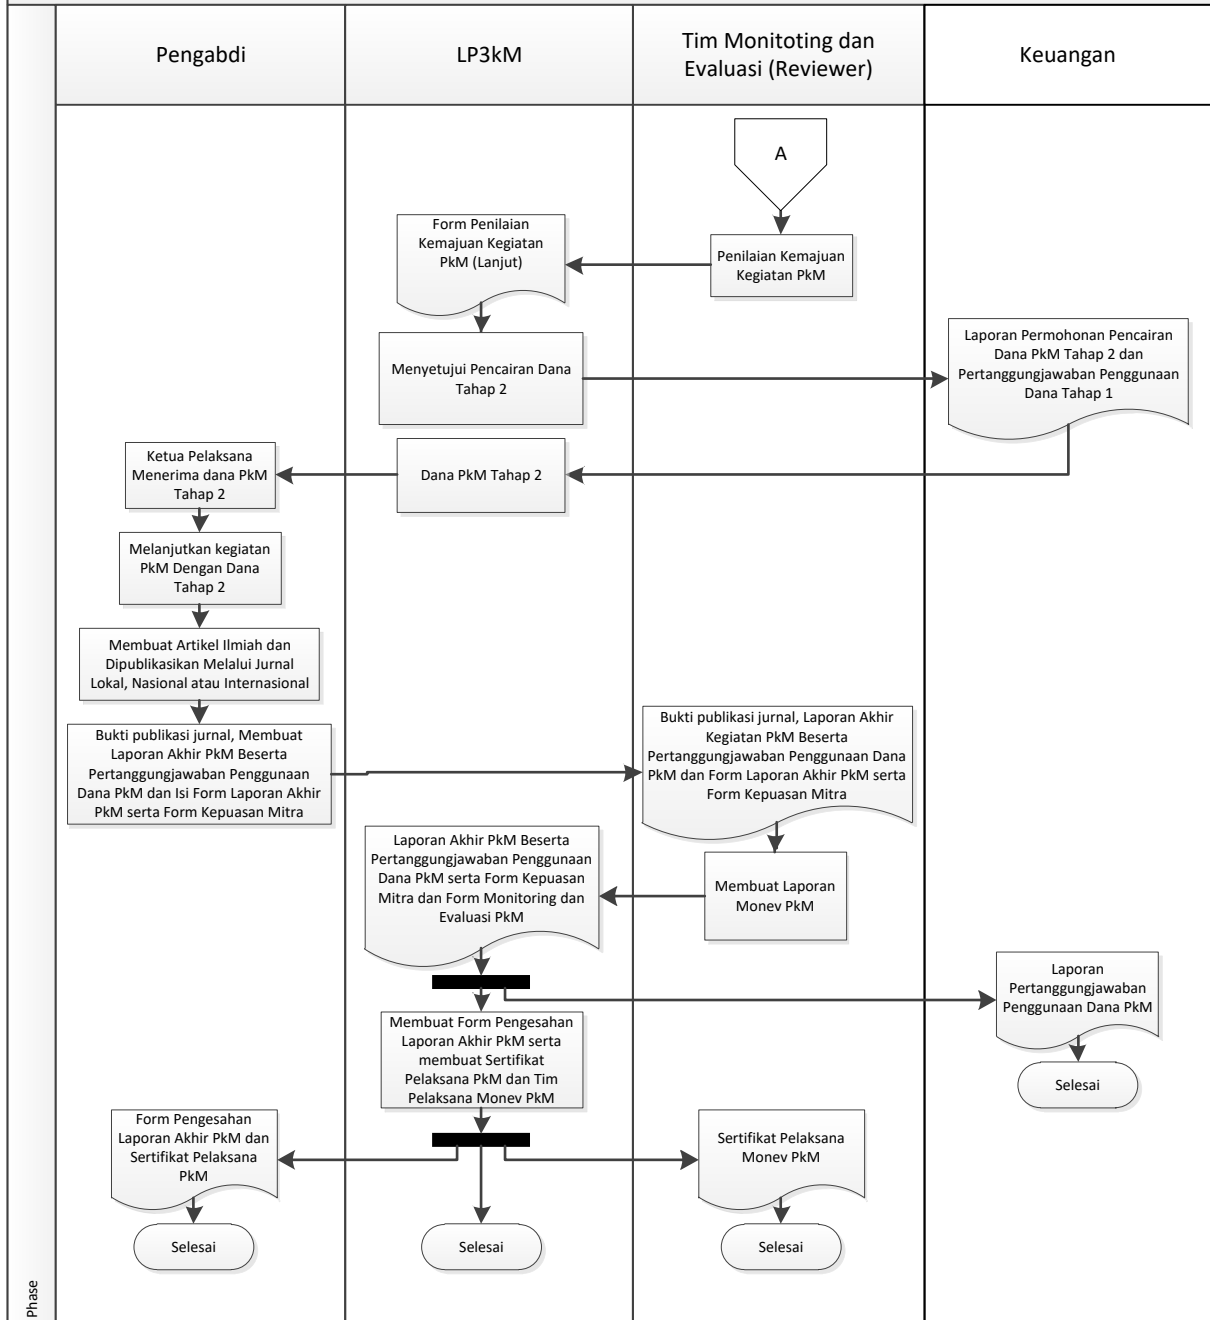 Pengabdi
LP3kM
Tim Monitoting dan
Evaluasi (Reviewer)
Keuangan
A
Penilaian Kemajuan
Kegiatan PkM
Form Penilaian
Kemajuan Kegiatan
PkM (Lanjut)
Menyetujui Pencairan Dana
Tahap 2
Laporan Permohonan Pencairan
Dana PkM Tahap 2 dan
Pertanggungjawaban Penggunaan
Dana Tahap 1
Dana PkM Tahap 2
Ketua Pelaksana
Menerima dana PkM
Tahap 2
Melanjutkan kegiatan
PkM Dengan Dana
Tahap 2
Membuat Artikel Ilmiah dan
Dipublikasikan Melalui Jurnal
Lokal, Nasional atau Internasional
Bukti publikasi jurnal, Membuat
Laporan Akhir PkM Beserta
Pertanggungjawaban Penggunaan
Dana PkM dan Isi Form Laporan Akhir
PkM serta Form Kepuasan Mitra
Bukti publikasi jurnal, Laporan Akhir
Kegiatan PkM Beserta
Pertanggungjawaban Penggunaan Dana
PkM dan Form Laporan Akhir PkM serta
Form Kepuasan Mitra
Membuat Laporan
Monev PkM
Laporan Akhir PkM Beserta
Pertanggungjawaban Penggunaan
Dana PkM serta Form Kepuasan
Mitra dan Form Monitoring dan
Evaluasi PkM
Laporan
Pertanggungjawaban
Penggunaan Dana PkM
Selesai
Membuat Form Pengesahan
Laporan Akhir PkM serta
membuat Sertifikat
Pelaksana PkM dan Tim
Pelaksana Monev PkM
Form Pengesahan
Laporan Akhir PkM dan
Sertifikat Pelaksana
PkM
Sertifikat Pelaksana
Monev PkM
Selesai
Selesai
Selesai
Phase